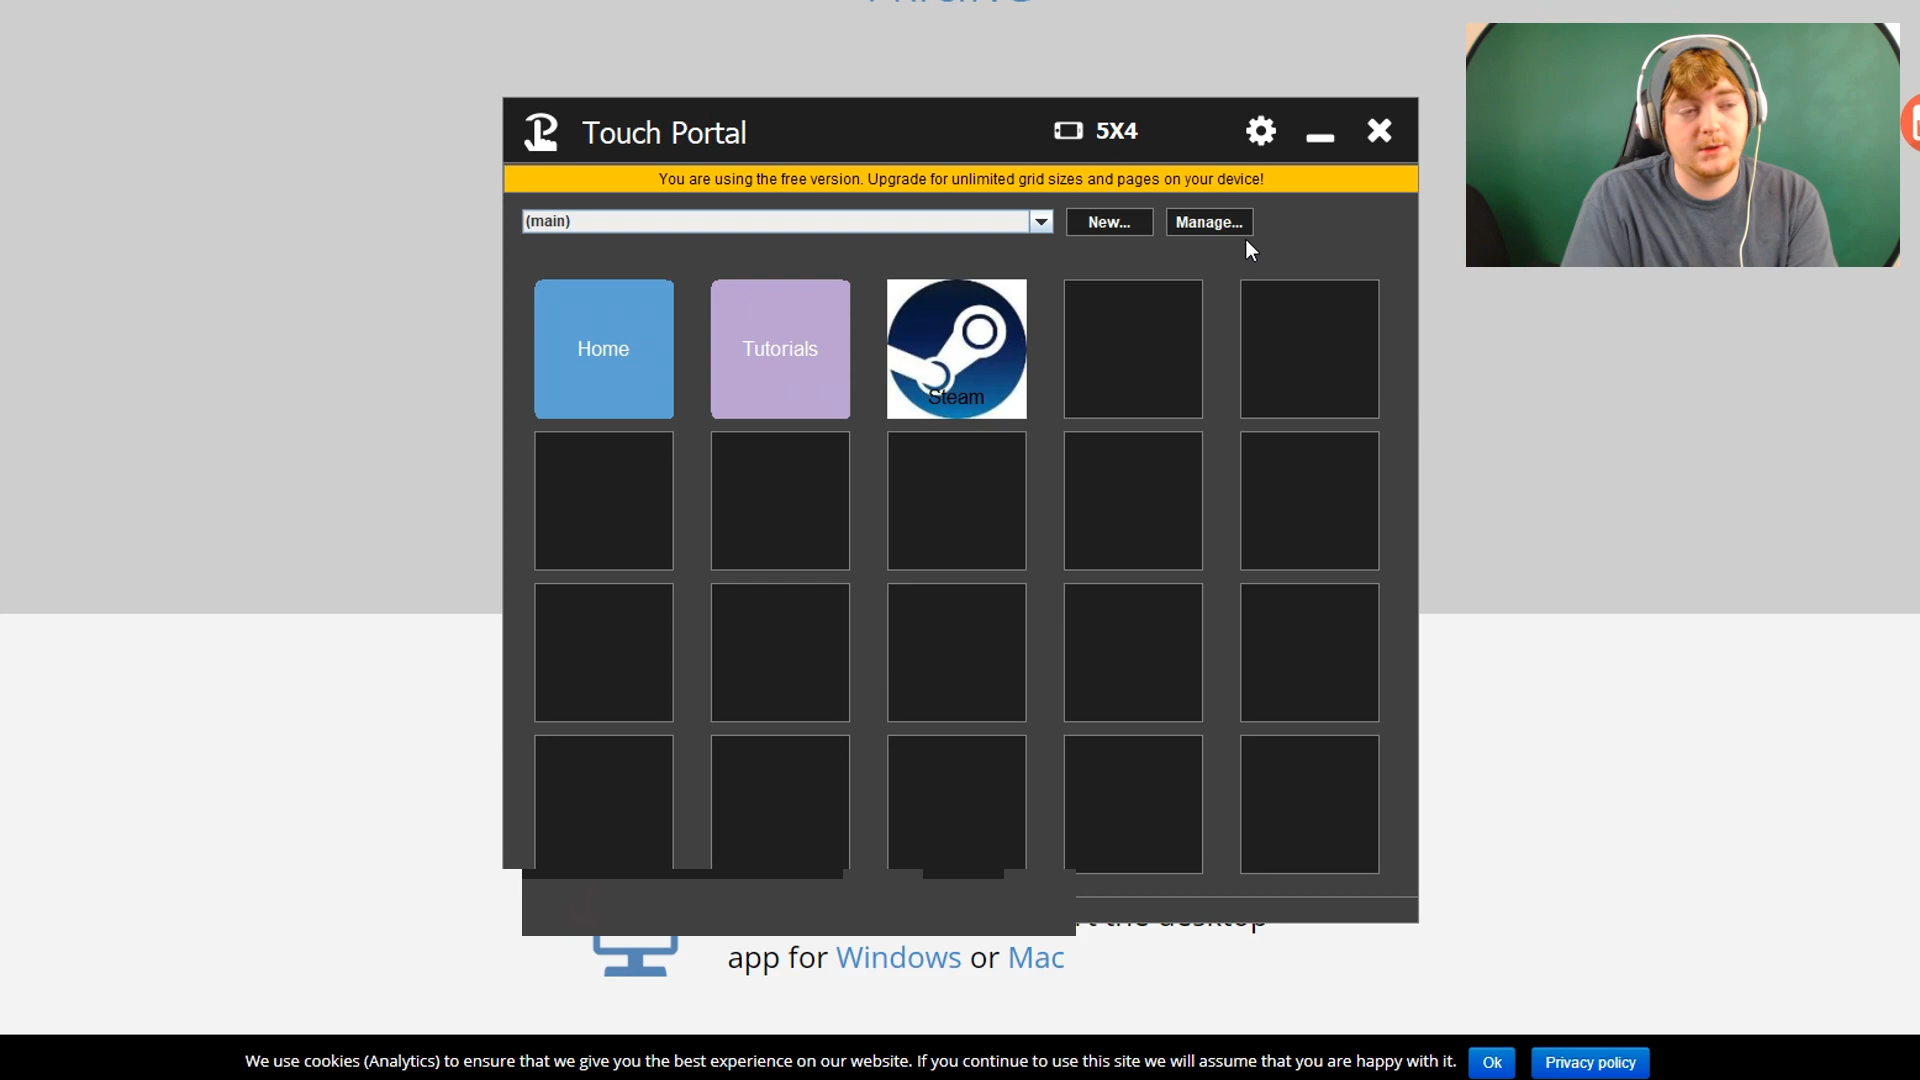 Touch Portal
5X4
You are using the free version. Upgrade for unlimited grid sizes and pages on your device!
(main)
New...
Manage...
Home
Tutorials
Steam
the desktop
app for Windows or Mac
We use cookies (Analytics) to ensure that we give you the best experience on our website. If you continue to use this site we will assume that you are happy with it.
Ok
Privacy policy